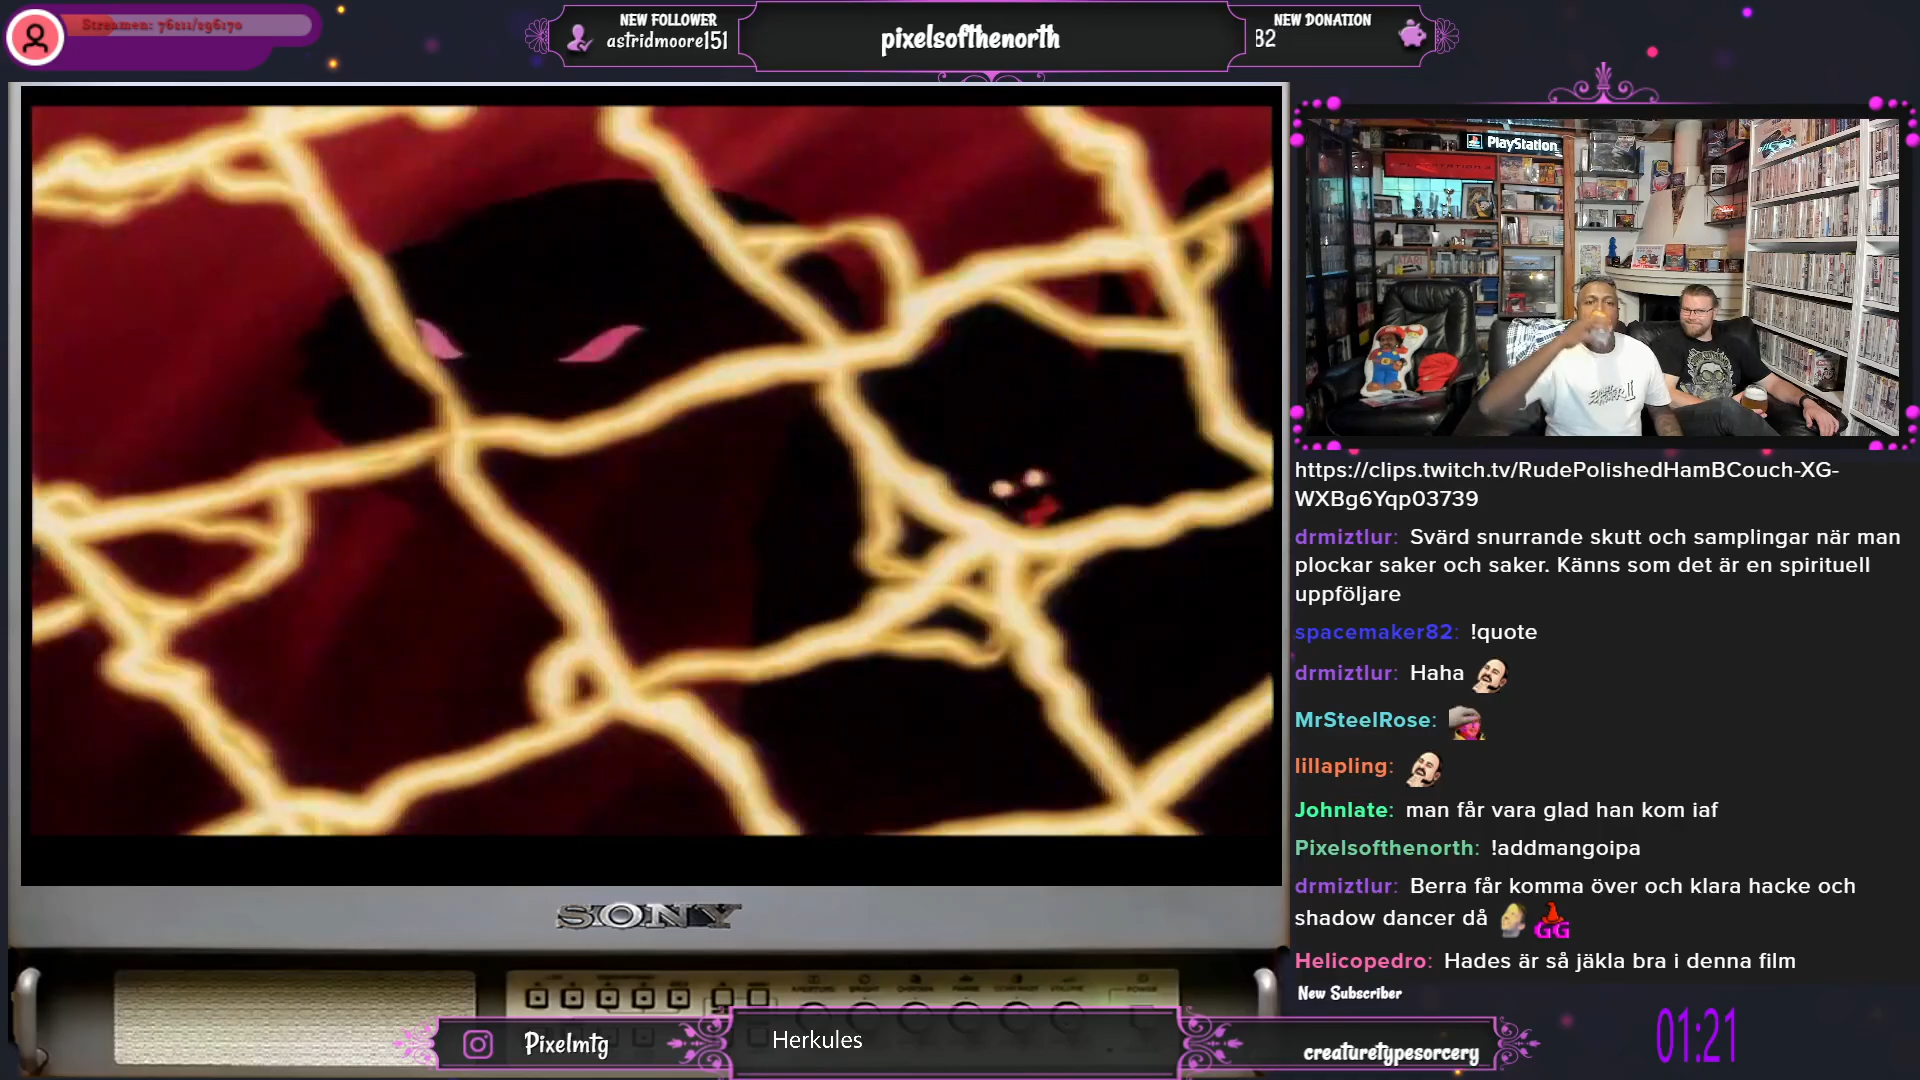 Streamen: 76211/296170
NEW FOLLOWER
astridmoore151
pixelsofthenorth
NEW DONATION
82
PlayStation
https://clips.twitch.tv/RudePolishedHamBCouch-XG-
WXBg6Yqp03739
drmiztlur: Svärd snurrande skutt och samplingar när man
plockar saker och saker. Känns som det är en spirituell
uppföljare
spacemaker82: !quote
drmiztlur: Haha
MrSteelRose:
lillapling:
Johnlate: man får vara glad han kom iaf
Pixelsofthenorth: !addmangoipa
drmiztlur: Berra får komma över och klara hacke och
shadow dancer då
GG
Helicopedro: Hades är så jäkla bra i denna film
New Subscriber
creaturetypesorcery
01:21
SONY
Pixelmtg
Herkules